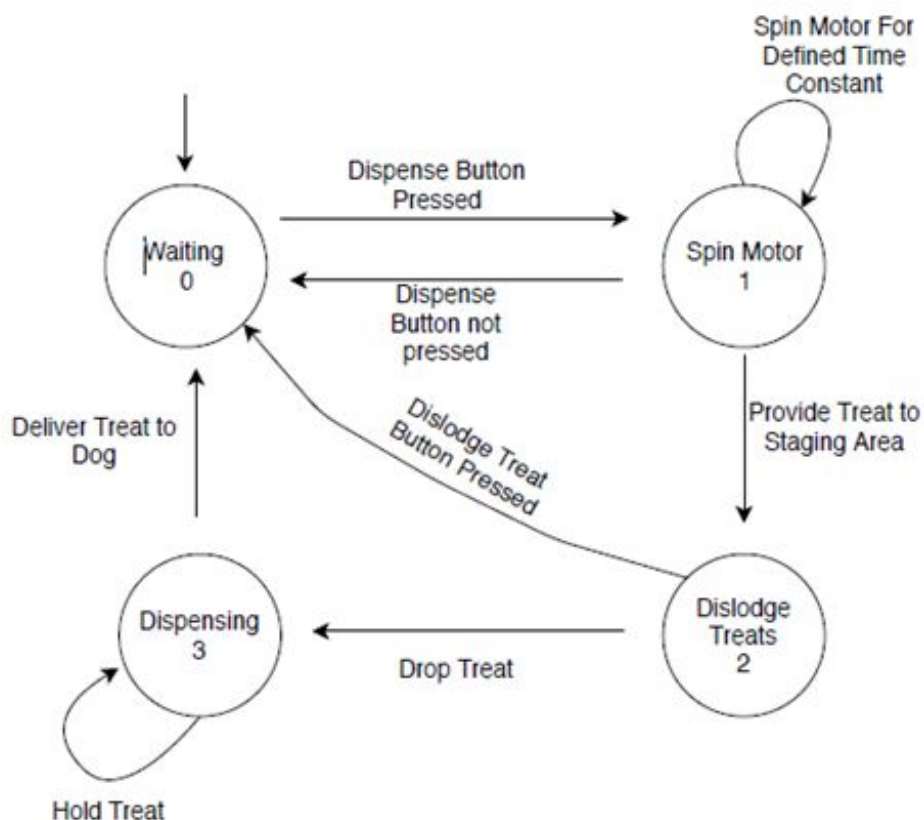 Spin Motor For
Defined Time
Constant
Dispense Button
Pressed
Waiting
0
Spin Motor
1
Dispense
Button not
pressed
Deliver Treat to
Dog
Dislodge Treat
Button Pressed
Provide Treat to
Staging Area
Dispensing
3
Dislodge
Treats
2
Drop Treat
Hold Treat